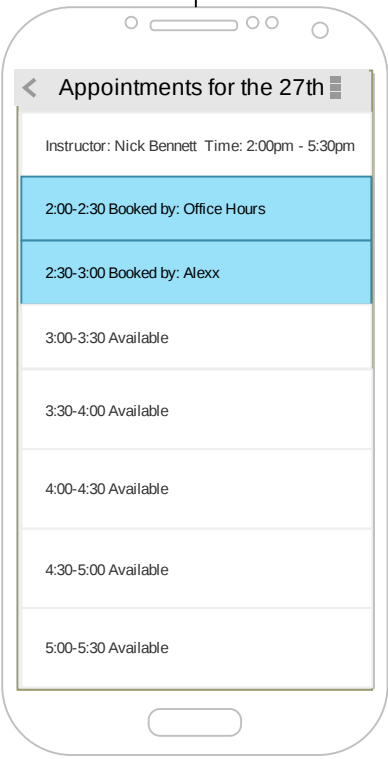 Appointments for the 27th
Instructor: Nick Bennett  Time: 2:00pm - 5:30pm
2:00-2:30 Booked by: Office Hours
2:30-3:00 Booked by: Alexx
3:00-3:30 Available
3:30-4:00 Available
4:00-4:30 Available
4:30-5:00 Available
5:00-5:30 Available